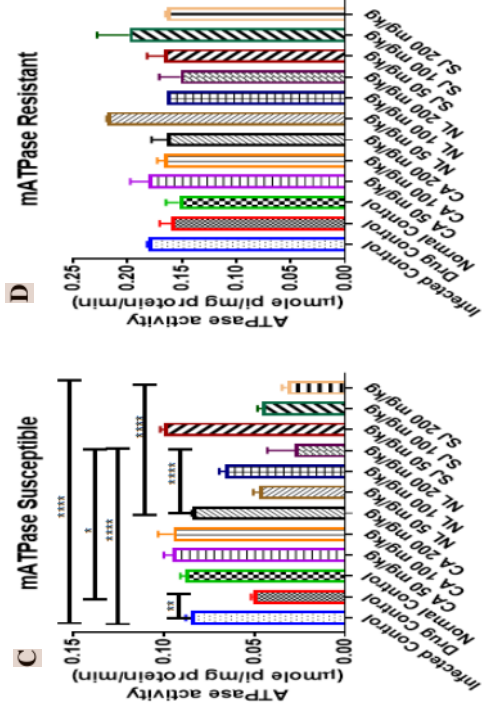 C
mATPase Susceptible
ATPase activity
(µmole pi/mg protein/min)
0.15
0.10
0.05
0.00
****
*
****
**
****
****
Infected Control
Drug Control
Normal Control
CA 50 mg/kg
CA 100 mg/kg
CA 200 mg/kg
NL 50 mg/kg
NL 100 mg/kg
NL 200 mg/kg
SJ 50 mg/kg
SJ 100 mg/kg
SJ 200 mg/kg
D
mATPase Resistant
ATPase activity
(µmole pi/mg protein/min)
0.25
0.20
0.15
0.10
0.05
0.00
Infected Control
Drug Control
Normal Control
CA 50 mg/kg
CA 100 mg/kg
CA 200 mg/kg
NL 50 mg/kg
NL 100 mg/kg
NL 200 mg/kg
SJ 50 mg/kg
SJ 100 mg/kg
SJ 200 mg/kg